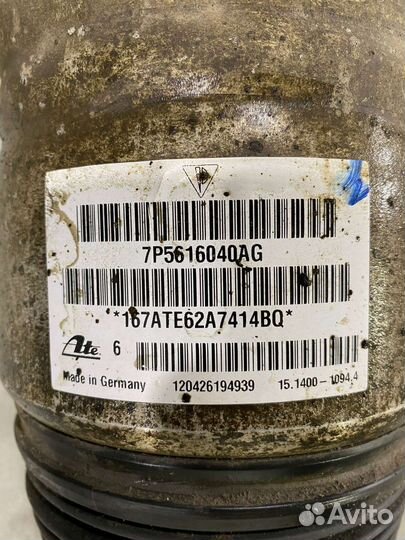 7P5616040AG
*167ATE62A7414BQ*
Ate 6
Made in Germany 120426194939 15.1400-1094.4
Avito